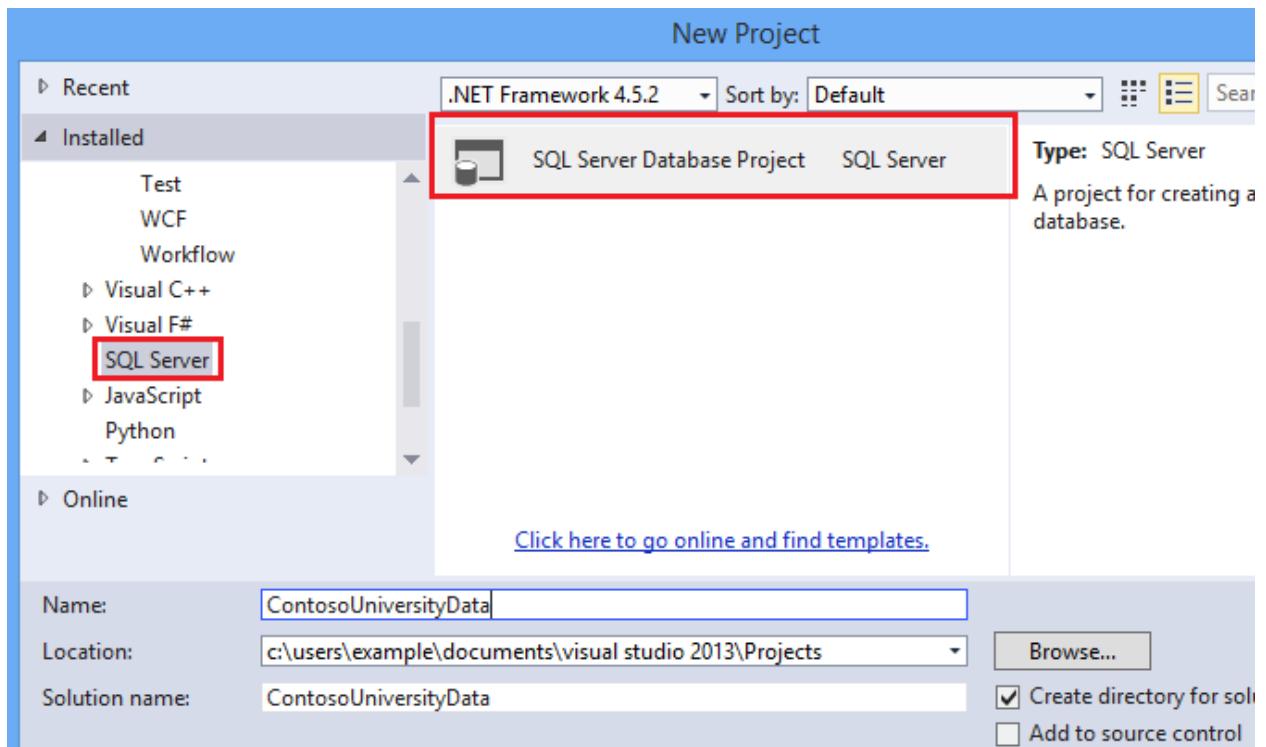 New Project
Recent
.NET Framework 4.5.2
Sort by:
Default
Installed
Test
WCF
Workflow
Visual C++
Visual F#
SQL Server
JavaScript
Python
Online
SQL Server Database Project
SQL Server
Type: SQL Server
A project for creating a
database.
Click here to go online and find templates.
Name:
ContosoUniversityData
Location:
c:\users\example\documents\visual studio 2013\Projects
Browse...
Solution name:
ContosoUniversityData
Create directory for
Add to source control